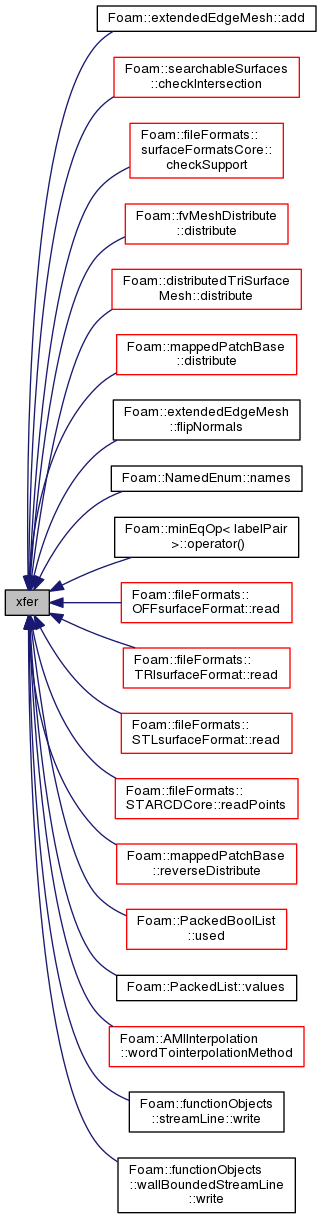 Foam::extendedEdgeMesh::add
Foam::searchableSurfaces
::checkIntersection
Foam::fileFormats::
surfaceFormatsCore::
checkSupport
Foam::fvMeshDistribute
::distribute
Foam::distributedTriSurface
Mesh::distribute
Foam::mappedPatchBase
::distribute
Foam::extendedEdgeMesh
::flipNormals
Foam::NamedEnum::names
Foam::minEqOp< labelPair
>::operator()
xfer
Foam::fileFormats::
OFFsurfaceFormat::read
Foam::fileFormats::
TRIsurfaceFormat::read
Foam::fileFormats::
STLsurfaceFormat::read
Foam::fileFormats::
STARCDCore::readPoints
Foam::mappedPatchBase
::reverseDistribute
Foam::PackedBoolList
::used
Foam::PackedList::values
Foam::AMIInterpolation
::wordTointerpolationMethod
Foam::functionObjects
::streamLine::write
Foam::functionObjects
::wallBoundedStreamLine
::write